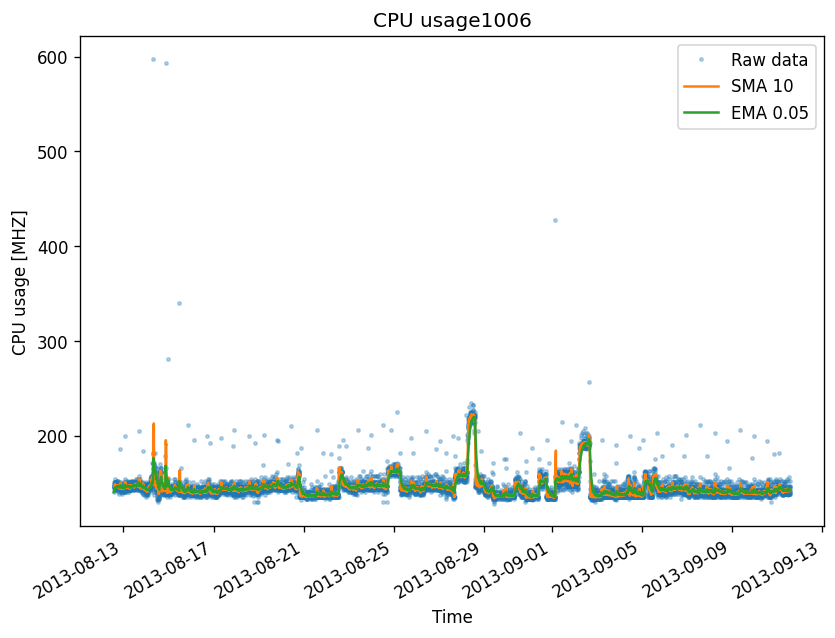 CPU usage1006
CPU usage [MHZ]
600
500
400
300
200
Raw data
SMA 10
EMA 0.05
2013-08-13
2013-08-17
2013-08-21
2013-08-25
2013-08-29
2013-09-01
2013-09-05
2013-09-09
2013-09-13
Time